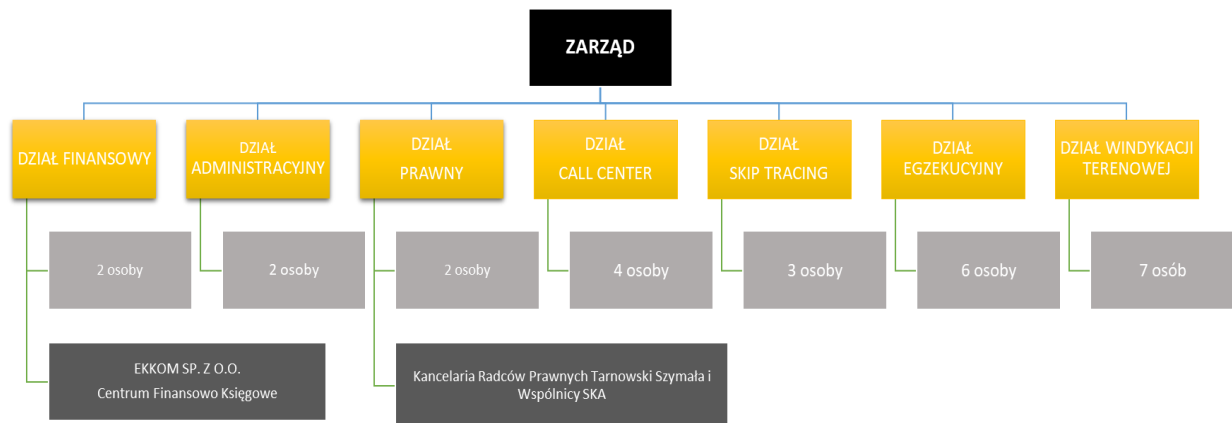 ZARZĄD
DZIAŁ FINANSOWY
DZIAŁ
ADMINISTRACYJNY
DZIAŁ
PRAWNY
DZIAŁ
CALL CENTER
DZIAŁ
SKIP TRACING
DZIAŁ
EGZEKUCYJNY
DZIAŁ WINDYKACJI
TERENOWEJ
2 osoby
2 osoby
2 osoby
4 osoby
3 osoby
6 osoby
7 osób
EKKOM SP. Z O.O.
Centrum Finansowo Księgowe
Kancelaria Radców Prawnych Tarnowski Szymała i
Wspólnicy SKA